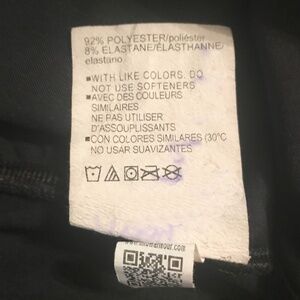 92% POLYESTER/poliéster
8% ELASTANE/ÉLASTHANNE/
elastano
■WITH LIKE COLORS. DO
NOT USE SOFTENERS
■AVEC DES COULEURS
SIMILAIRES
NE PAS UTILISER
D'ASSOUPLISSANTS
■CON COLORES SIMILARES (30°C
NO USAR SUAVIZANTES